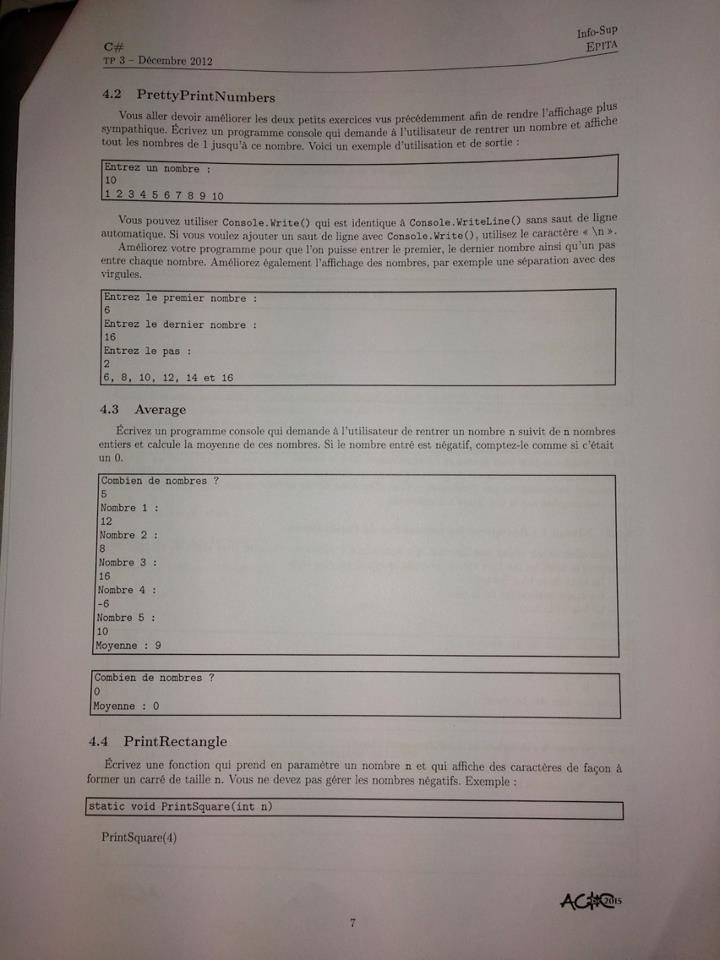 C#
TP 3 – Décembre 2012
Info-Sup
EPITA
4.2 PrettyPrintNumbers
Vous aller devoir améliorer les deux petits exercices vus précédemment afin de rendre l'affichage plus
sympathique. Écrivez un programme console qui demande à l'utilisateur de rentrer un nombre et affiche
tout les nombres de 1 jusqu'à ce nombre. Voici un exemple d'utilisation et de sortie :
Entrez un nombre :
10
1 2 3 4 5 6 7 8 9 10
Vous pouvez utiliser Console.Write() qui est identique à Console.WriteLine() sans saut de ligne
automatique. Si vous voulez ajouter un saut de ligne avec Console.Write(), utilisez le caractère « \n ».
Améliorez votre programme pour que l'on puisse entrer le premier, le dernier nombre ainsi qu'un pas
entre chaque nombre. Améliorez également l'affichage des nombres, par exemple une séparation avec des
virgules.
Entrez le premier nombre :
6
Entrez le dernier nombre :
16
Entrez le pas :
2
6, 8, 10, 12, 14 et 16
4.3 Average
Écrivez un programme console qui demande à l'utilisateur de rentrer un nombre n suivit de n nombres
entiers et calcule la moyenne de ces nombres. Si le nombre entré est négatif, comptez-le comme si c'était
un 0.
Combien de nombres ?
5
Nombre 1 :
12
Nombre 2 :
8
Nombre 3 :
16
Nombre 4 :
-6
Nombre 5 :
10
Moyenne : 9
Combien de nombres ?
0
Moyenne : 0
4.4 PrintRectangle
Écrivez une fonction qui prend en paramètre un nombre n et qui affiche des caractères de façon à
former un carré de taille n. Vous ne devez pas gérer les nombres négatifs. Exemple :
static void PrintSquare(int n)
PrintSquare(4)
2015
7